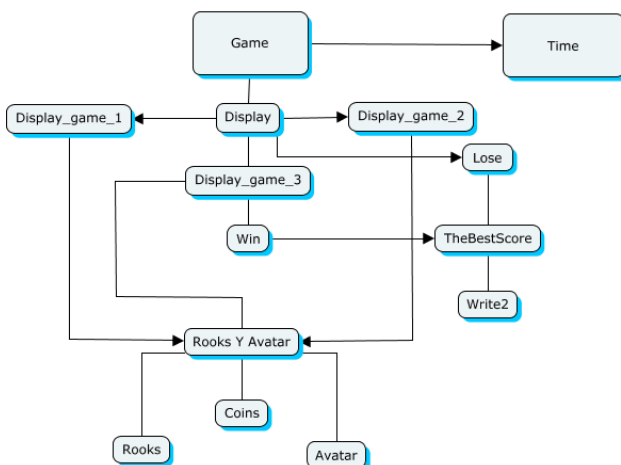 Game
Time
Display_game_1
Display
Display_game_2
Lose
Display_game_3
Win
TheBestScore
Write2
Rooks Y Avatar
Coins
Rooks
Avatar